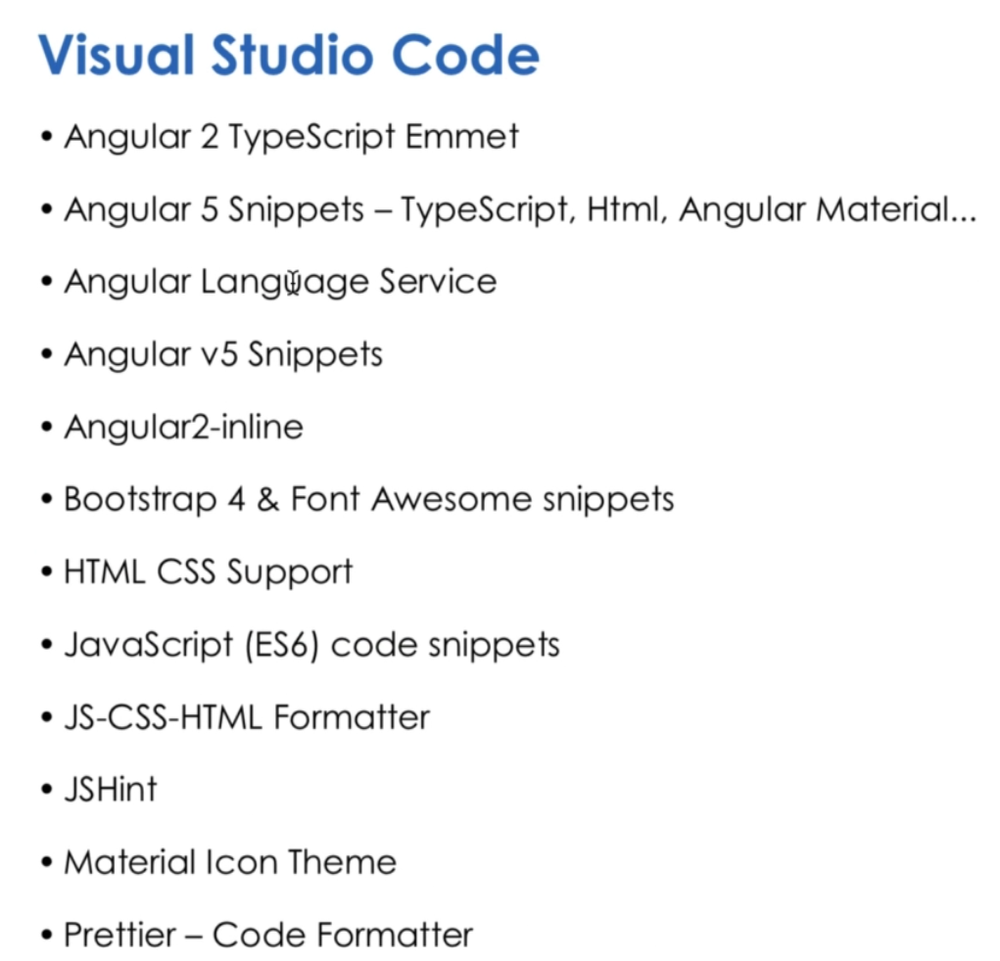 Visual Studio Code
• Angular 2 TypeScript Emmet
• Angular 5 Snippets – TypeScript, Html, Angular Material...
• Angular Language Service
• Angular v5 Snippets
• Angular2-inline
• Bootstrap 4 & Font Awesome snippets
• HTML CSS Support
• JavaScript (ES6) code snippets
• JS-CSS-HTML Formatter
• JSHint
• Material Icon Theme
• Prettier – Code Formatter